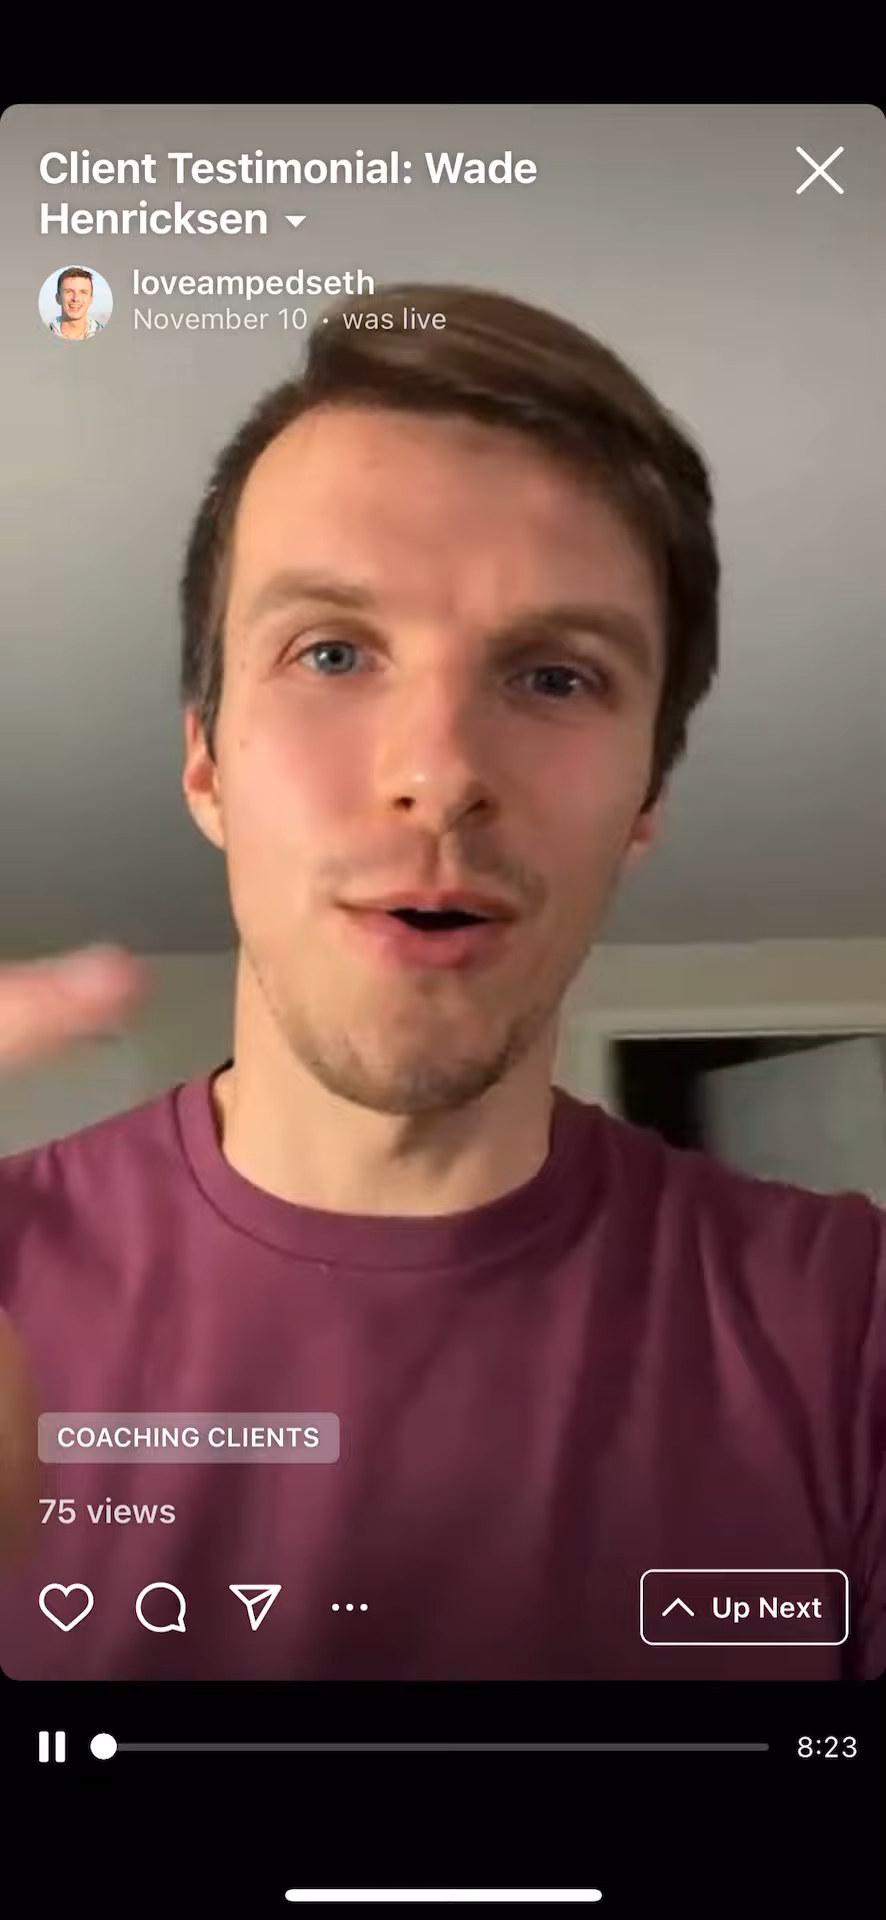 Client Testimonial: Wade
Henricksen
loveampedseth
November 10 · was live
COACHING CLIENTS
75 views
Up Next
8:23